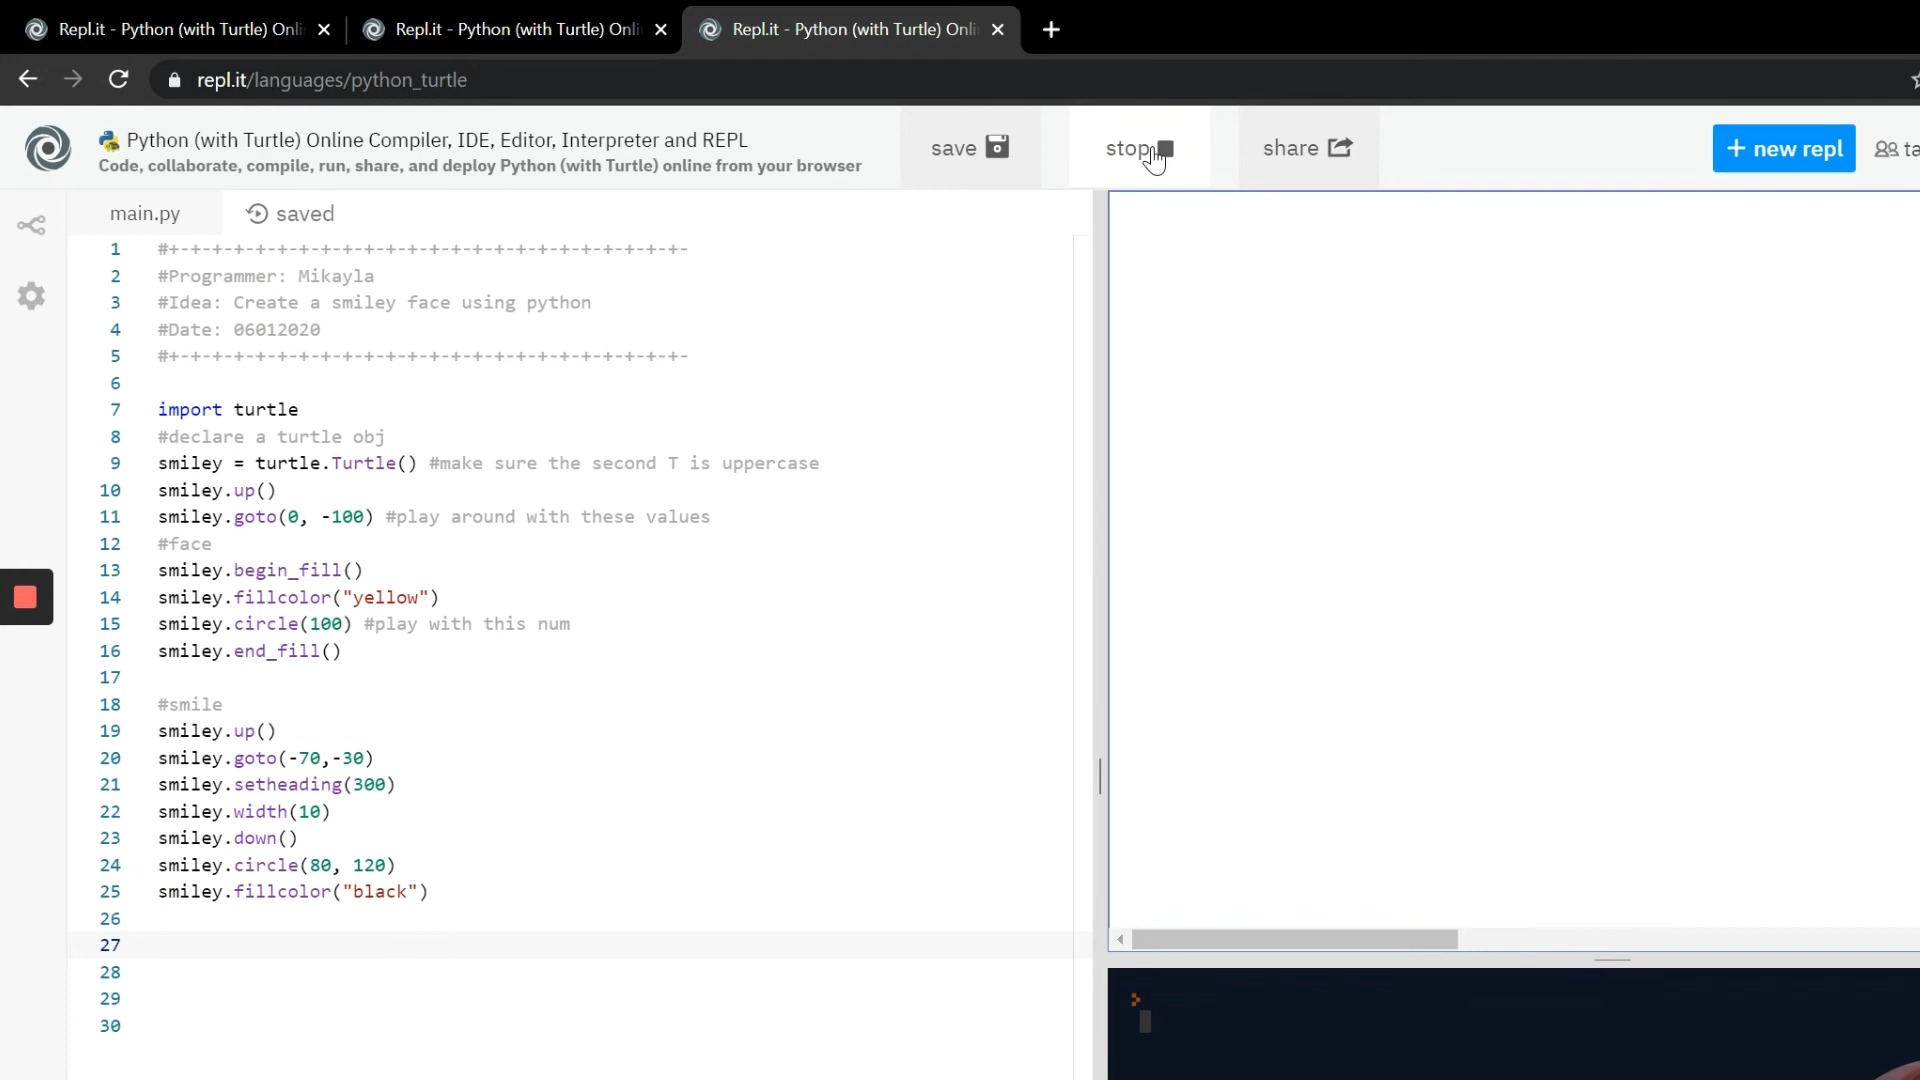 Repl.it - Python (with Turtle) Onli
Repl.it - Python (with Turtle) Onli
Repl.it - Python (with Turtle) Onli
repl.it/languages/python_turtle
Python (with Turtle) Online Compiler, IDE, Editor, Interpreter and REPL
Code, collaborate, compile, run, share, and deploy Python (with Turtle) online from your browser
save
stop
share
+ new repl
ta
main.py
saved
1 #+-+-+-+-+-+-+-+-+-+-+-+-+-+-+-+-+-+-+-+-+-+-+-+-
2 #Programmer: Mikayla
3 #Idea: Create a smiley face using python
4 #Date: 06012020
5 #+-+-+-+-+-+-+-+-+-+-+-+-+-+-+-+-+-+-+-+-+-+-+-+-
6
7 import turtle
8 #declare a turtle obj
9 smiley = turtle.Turtle() #make sure the second T is uppercase
10 smiley.up()
11 smiley.goto(0, -100) #play around with these values
12 #face
13 smiley.begin_fill()
14 smiley.fillcolor("yellow")
15 smiley.circle(100) #play with this num
16 smiley.end_fill()
17
18 #smile
19 smiley.up()
20 smiley.goto(-70,-30)
21 smiley.setheading(300)
22 smiley.width(10)
23 smiley.down()
24 smiley.circle(80, 120)
25 smiley.fillcolor("black")
26
27
28
29
30